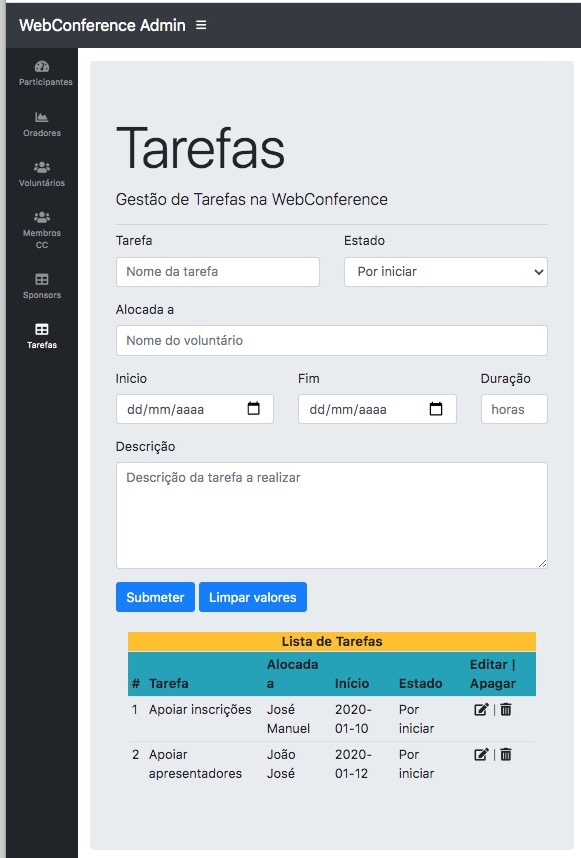 WebConference Admin
Participantes
Oradores
Voluntários
Membros
CC
Sponsors
Tarefas
Tarefas
Gestão de Tarefas na WebConference
Tarefa Estado
Nome da tarefa Por iniciar
Alocada a
Nome do voluntário
Inicio Fim Duração
dd/mm/aaaa dd/mm/aaaa horas
Descrição
Descrição da tarefa a realizar
Submeter Limpar valores
Lista de Tarefas
# Tarefa Alocada a Início Estado Editar | Apagar
1 Apoiar inscrições José Manuel 2020-01-10 Por iniciar |
2 Apoiar apresentadores João José 2020-01-12 Por iniciar |